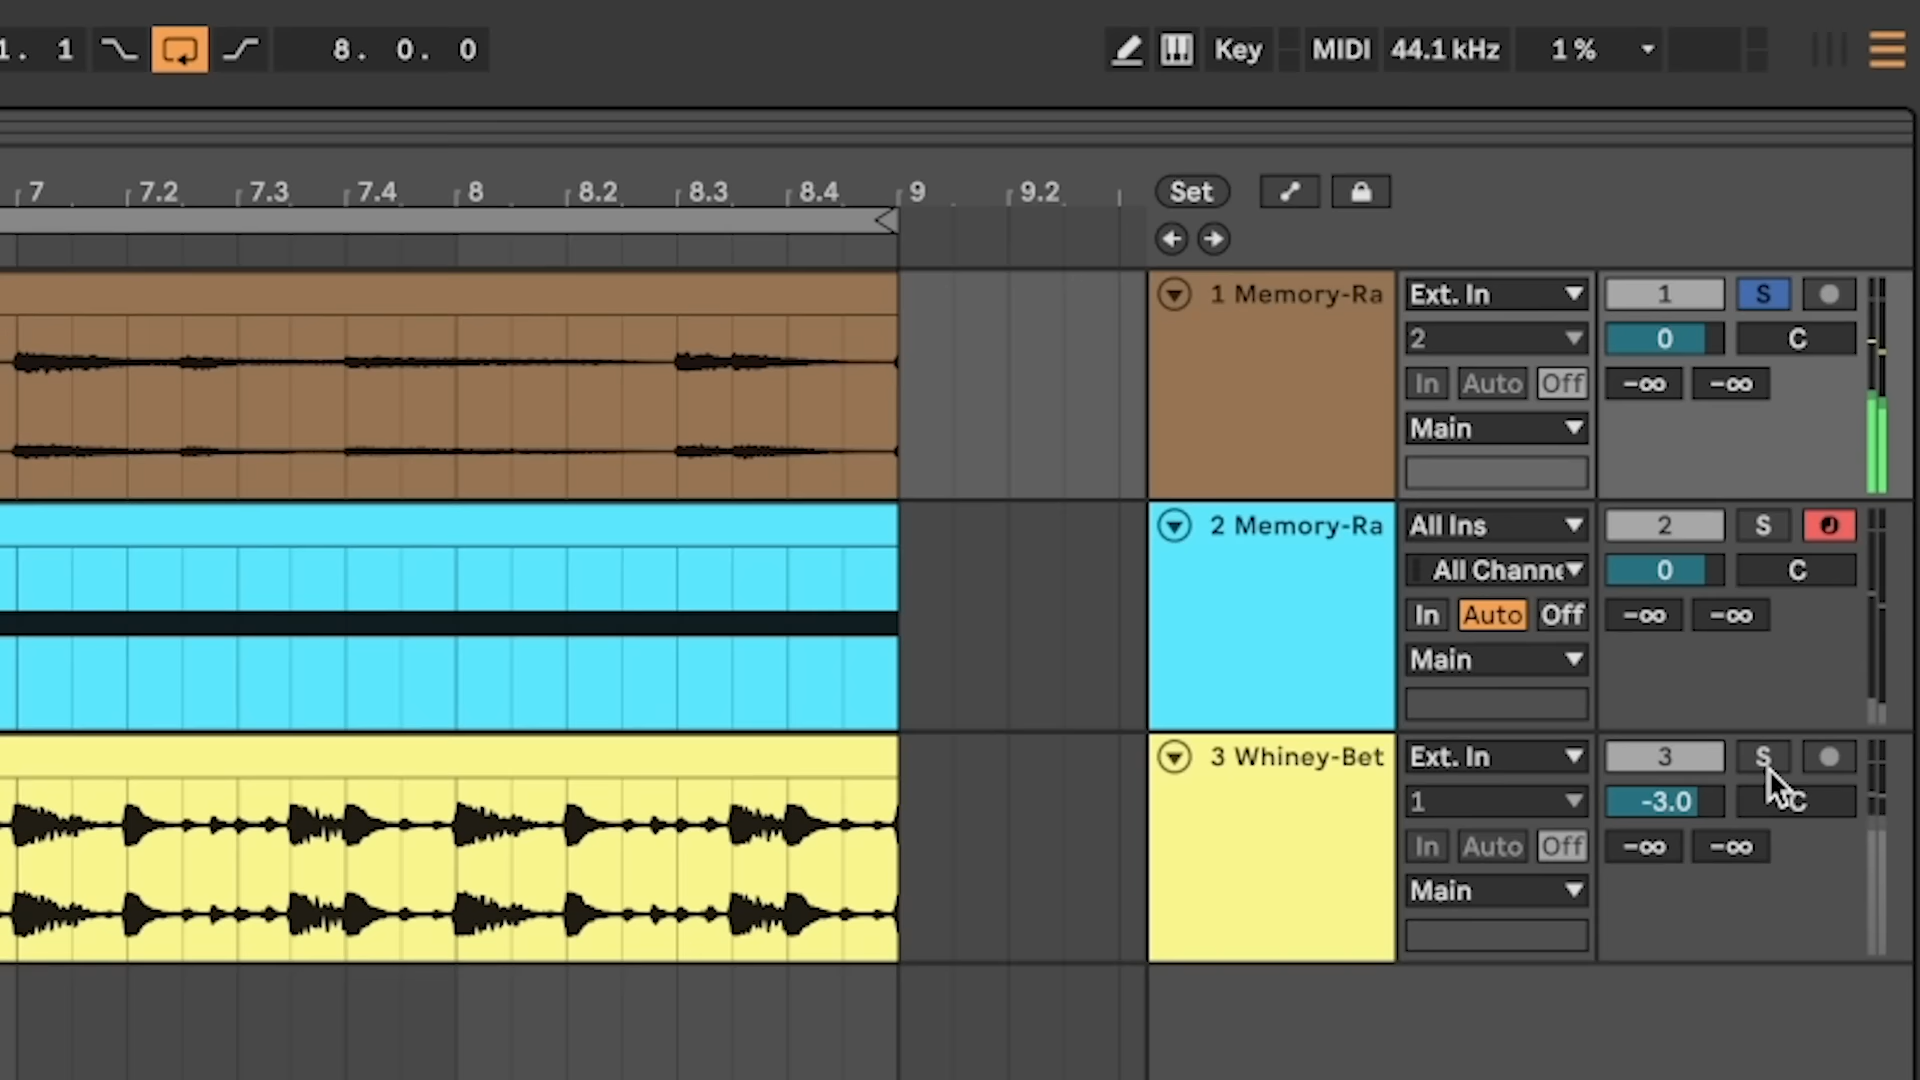 1. 1 8. 0. 0 Key MIDI 44.1 kHz 1 %
7 7.2 7.3 7.4 8 8.2 8.3 8.4 9 9.2 Set
1 Memory-Ra Ext. In 1 S
2 0 C
In Auto Off -∞ -∞
Main
2 Memory-Ra All Ins 2 S
All Channe 0 C
In Auto Off -∞ -∞
Main
3 Whiney-Bet Ext. In 3 S
1 -3.0 C
In Auto Off -∞ -∞
Main